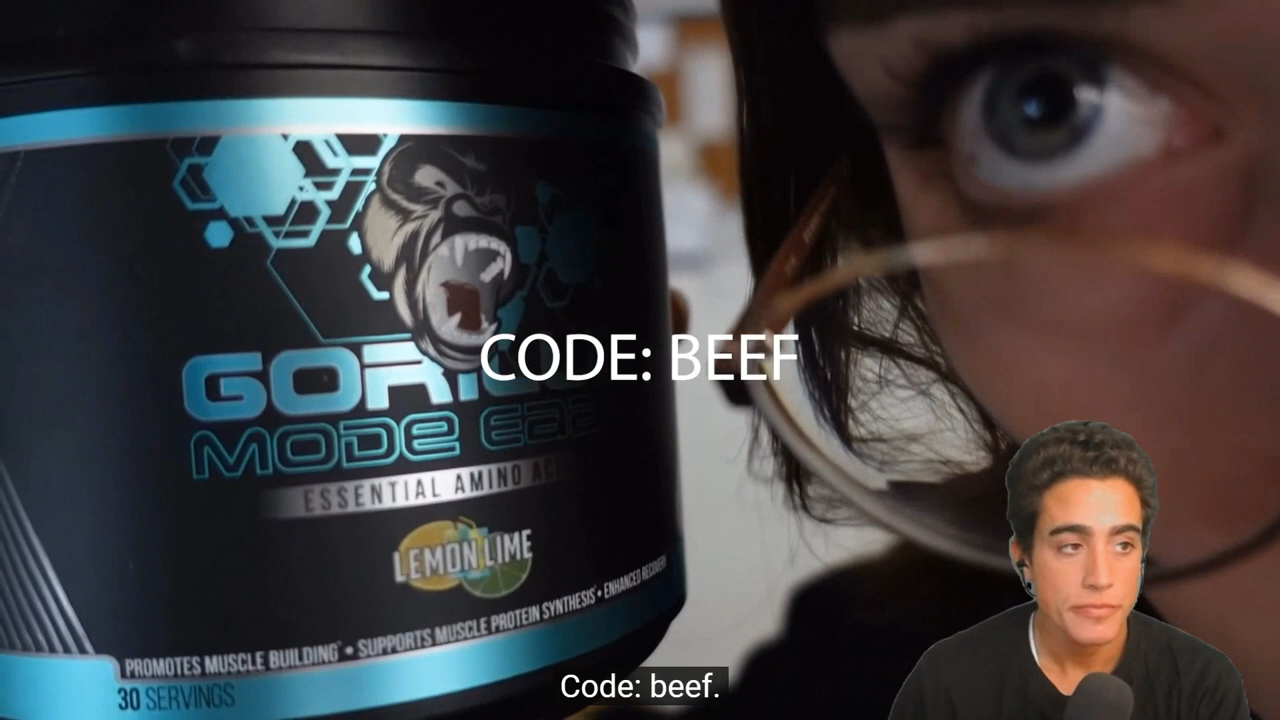 CODE: BEEF
MODE
ESSENTIAL AMINO
LEMON LIME
PROMOTES MUSCLE BUILDING* • SUPPORTS MUSCLE PROTEIN SYNTHESIS* • ENHANCED RECOVERY
30 SERVINGS
Code: beef.